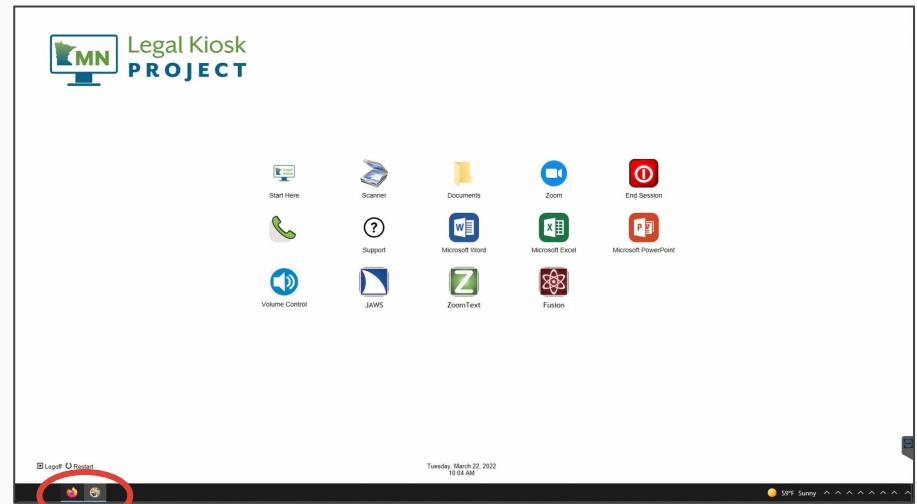 MN Legal Kiosk
PROJECT
Start Here
Scanner
Documents
Zoom
End Session
Support
Microsoft Word
Microsoft Excel
Microsoft PowerPoint
Volume Control
JAWS
ZoomText
Fusion
Logoff Restart
Tuesday, March 22, 2022
10:04 AM
59°F Sunny